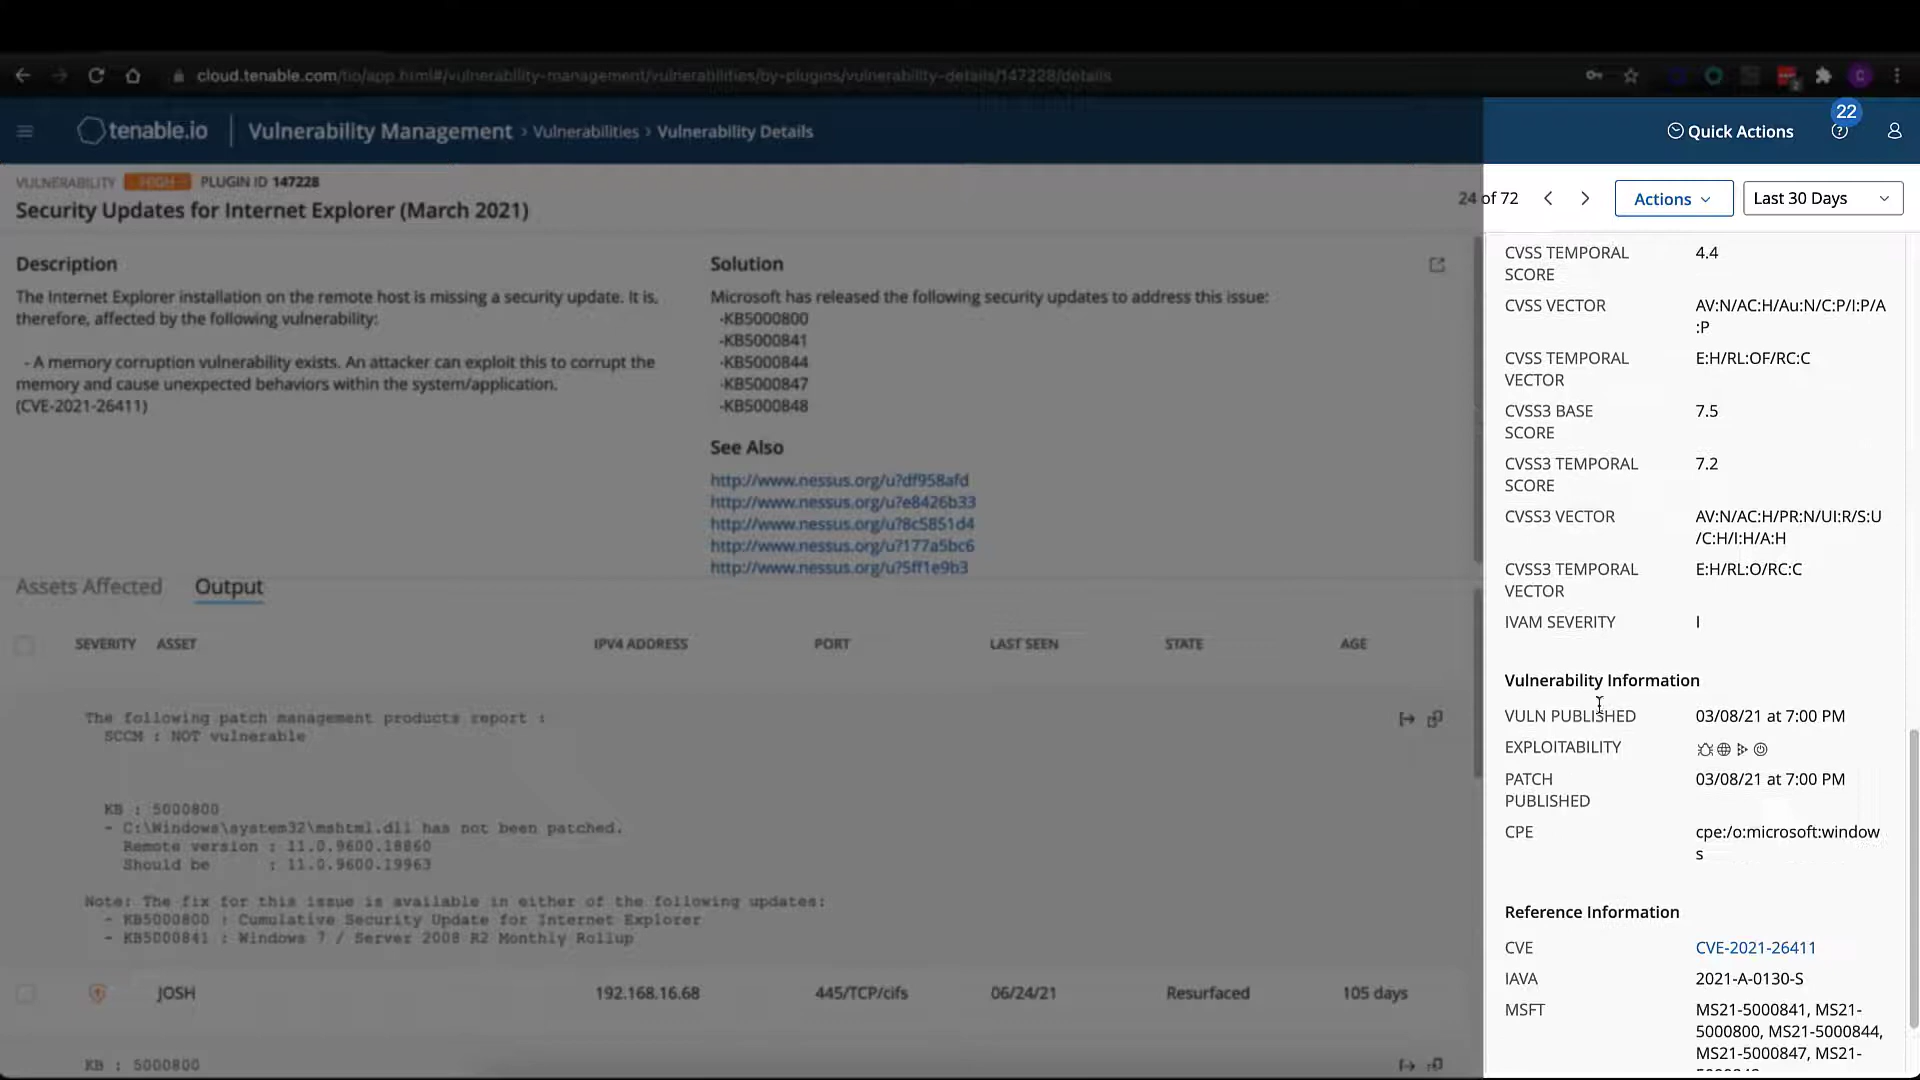 cloud.tenable.com/tio/app.html#/vulnerability-management/vulnerabilities/by-plugins/vulnerability-details/147228/details
tenable.io
Vulnerability Management › Vulnerabilities › Vulnerability Details
Quick Actions
22
VULNERABILITY HIGH PLUGIN ID 147228
Security Updates for Internet Explorer (March 2021)
24 of 72
Actions
Last 30 Days
Description
The Internet Explorer installation on the remote host is missing a security update. It is,
therefore, affected by the following vulnerability:
- A memory corruption vulnerability exists. An attacker can exploit this to corrupt the
memory and cause unexpected behaviors within the system/application.
(CVE-2021-26411)
Solution
Microsoft has released the following security updates to address this issue:
-KB5000800
-KB5000841
-KB5000844
-KB5000847
-KB5000848
See Also
http://www.nessus.org/u?df958afd
http://www.nessus.org/u?e8426b33
http://www.nessus.org/u?8c5851d4
http://www.nessus.org/u?177a5bc6
http://www.nessus.org/u?5ff1e9b3
Assets Affected Output
SEVERITY ASSET IPV4 ADDRESS PORT LAST SEEN STATE AGE
The following patch management products report :
SCCM : NOT vulnerable
KB : 5000800
- C:\Windows\system32\mshtml.dll has not been patched.
Remote version : 11.0.9600.18860
Should be : 11.0.9600.19963
Note: The fix for this issue is available in either of the following updates:
- KB5000800 : Cumulative Security Update for Internet Explorer
- KB5000841 : Windows 7 / Server 2008 R2 Monthly Rollup
JOSH 192.168.16.68 445/TCP/cifs 06/24/21 Resurfaced 105 days
KB : 5000800
CVSS TEMPORAL 4.4
SCORE
CVSS VECTOR AV:N/AC:H/Au:N/C:P/I:P/A
:P
CVSS TEMPORAL E:H/RL:OF/RC:C
VECTOR
CVSS3 BASE 7.5
SCORE
CVSS3 TEMPORAL 7.2
SCORE
CVSS3 VECTOR AV:N/AC:H/PR:N/UI:R/S:U
/C:H/I:H/A:H
CVSS3 TEMPORAL E:H/RL:O/RC:C
VECTOR
IVAM SEVERITY I
Vulnerability Information
VULN PUBLISHED 03/08/21 at 7:00 PM
EXPLOITABILITY
PATCH 03/08/21 at 7:00 PM
PUBLISHED
CPE cpe:/o:microsoft:window
s
Reference Information
CVE CVE-2021-26411
IAVA 2021-A-0130-S
MSFT MS21-5000841, MS21-
5000800, MS21-5000844,
MS21-5000847, MS21-